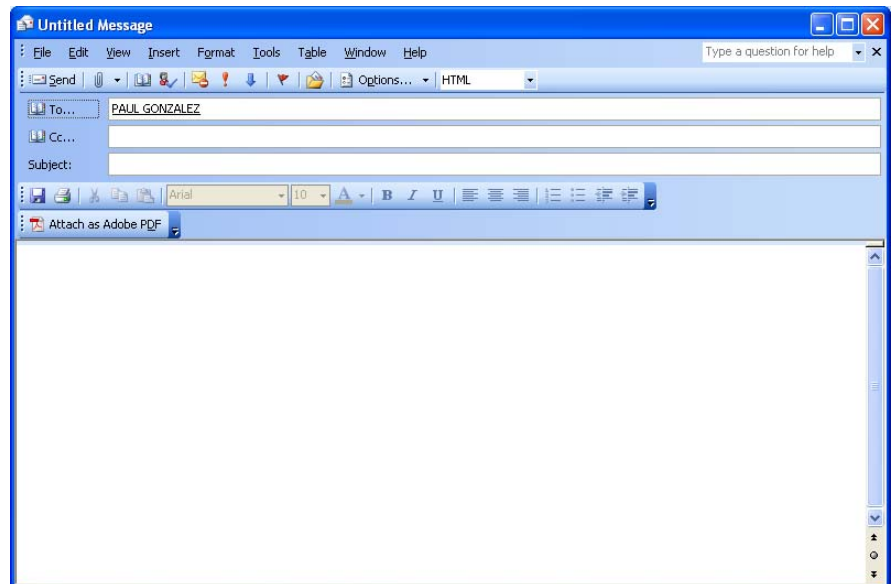 Untitled Message
File Edit View Insert Format Tools Table Window Help Type a question for help
Send Options... HTML
To... PAUL GONZALEZ
Cc...
Subject:
Arial 10 A B I U
Attach as Adobe PDF